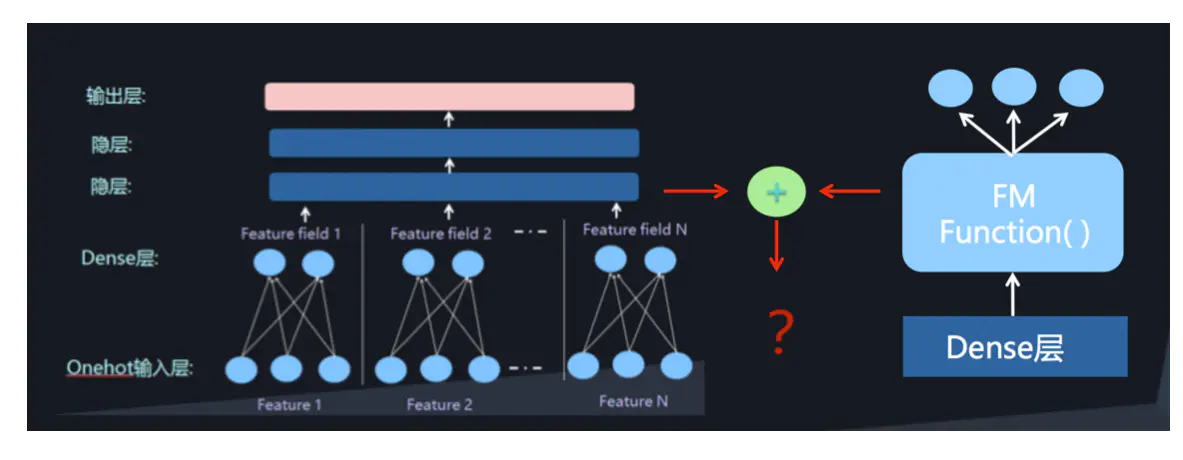 输出层:
隐层:
隐层:
Feature field 1
Feature field 2
Feature field N
Dense层:
Onehot输入层:
Feature 1
Feature 2
Feature N
+
?
FM
Function( )
Dense层